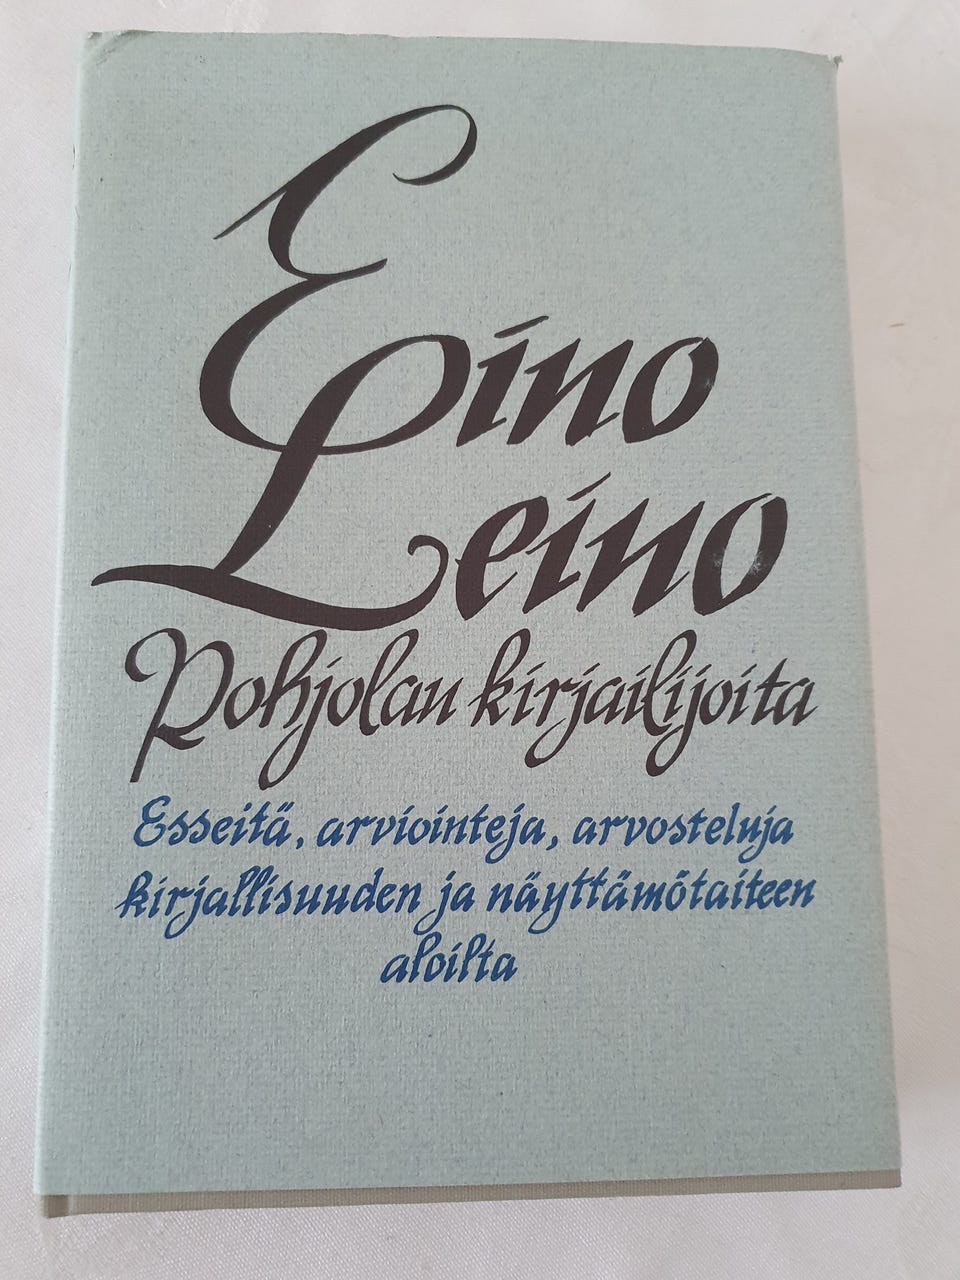 Eino
Leino
Pohjolan kirjailijoita
Esseitä, arviointeja, arvosteluja
kirjallisuuden ja näyttämötaiteen
aloilta